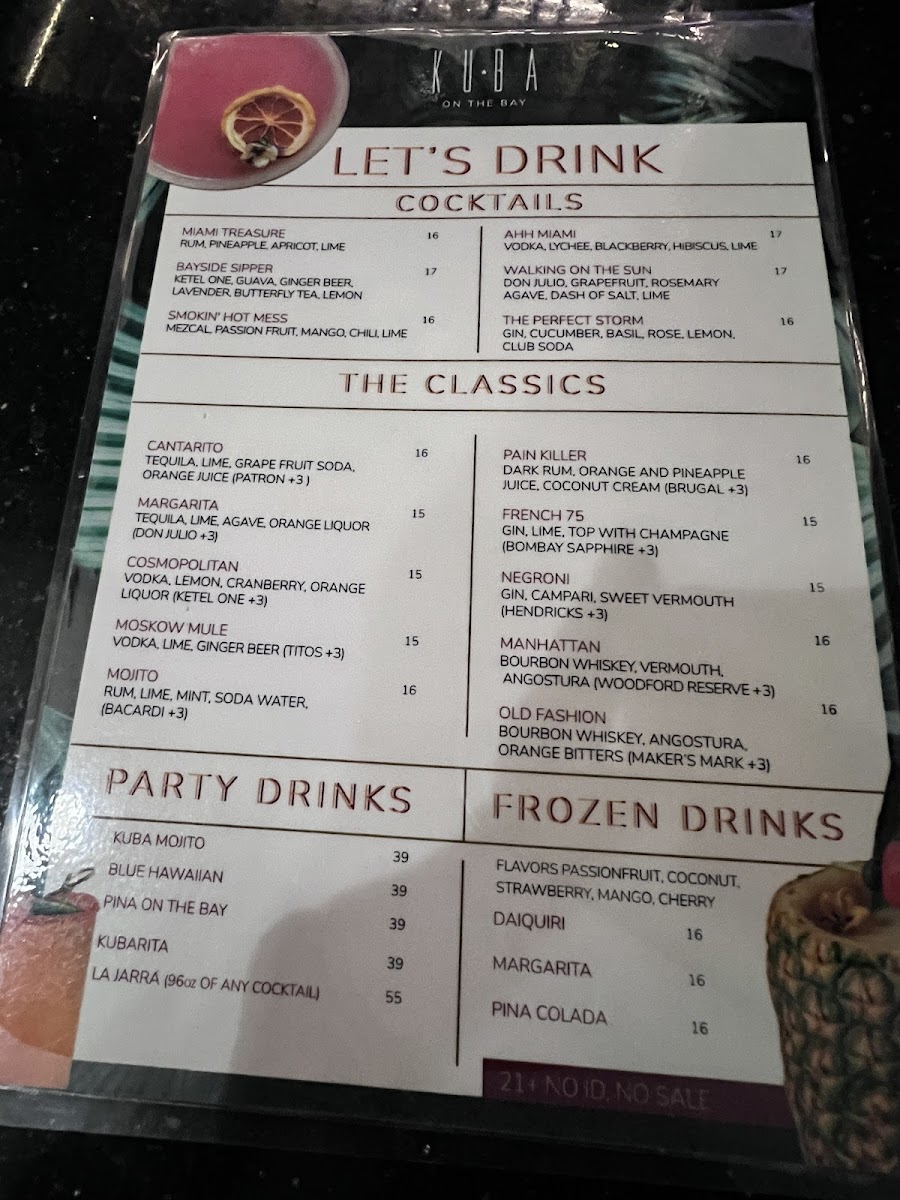 KU·BA
ON THE BAY
LET'S DRINK
COCKTAILS
MIAMI TREASURE 16
RUM, PINEAPPLE, APRICOT, LIME
BAYSIDE SIPPER 17
KETEL ONE, GUAVA, GINGER BEER,
LAVENDER, BUTTERFLY TEA, LEMON
SMOKIN' HOT MESS 16
MEZCAL, PASSION FRUIT, MANGO, CHILI, LIME
AHH MIAMI 17
VODKA, LYCHEE, BLACKBERRY, HIBISCUS, LIME
WALKING ON THE SUN 17
DON JULIO, GRAPEFRUIT, ROSEMARY
AGAVE, DASH OF SALT, LIME
THE PERFECT STORM 16
GIN, CUCUMBER, BASIL, ROSE, LEMON,
CLUB SODA
THE CLASSICS
CANTARITO 16
TEQUILA, LIME, GRAPE FRUIT SODA,
ORANGE JUICE (PATRON +3 )
MARGARITA 15
TEQUILA, LIME, AGAVE, ORANGE LIQUOR
(DON JULIO +3)
COSMOPOLITAN 15
VODKA, LEMON, CRANBERRY, ORANGE
LIQUOR (KETEL ONE +3)
MOSKOW MULE 15
VODKA, LIME, GINGER BEER (TITOS +3)
MOJITO 16
RUM, LIME, MINT, SODA WATER,
(BACARDI +3)
PAIN KILLER 16
DARK RUM, ORANGE AND PINEAPPLE
JUICE, COCONUT CREAM (BRUGAL +3)
FRENCH 75 15
GIN, LIME, TOP WITH CHAMPAGNE
(BOMBAY SAPPHIRE +3)
NEGRONI 15
GIN, CAMPARI, SWEET VERMOUTH
(HENDRICKS +3)
MANHATTAN 16
BOURBON WHISKEY, VERMOUTH,
ANGOSTURA (WOODFORD RESERVE +3)
OLD FASHION 16
BOURBON WHISKEY, ANGOSTURA,
ORANGE BITTERS (MAKER'S MARK +3)
PARTY DRINKS
KUBA MOJITO 39
BLUE HAWAIIAN 39
PINA ON THE BAY 39
KUBARITA 39
LA JARRA (96oz OF ANY COCKTAIL) 55
FROZEN DRINKS
FLAVORS PASSIONFRUIT, COCONUT,
STRAWBERRY, MANGO, CHERRY
DAIQUIRI 16
MARGARITA 16
PINA COLADA 16
21+ NO ID, NO SALE